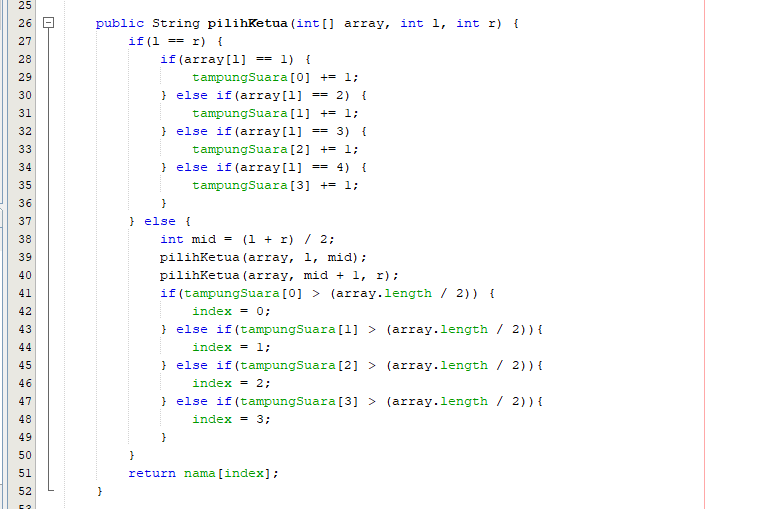 25
26 public String pilihKetua(int[] array, int l, int r) {
27 if(l == r) {
28 if(array[l] == 1) {
29 tampungSuara[0] += 1;
30 } else if(array[l] == 2) {
31 tampungSuara[1] += 1;
32 } else if(array[l] == 3) {
33 tampungSuara[2] += 1;
34 } else if(array[l] == 4) {
35 tampungSuara[3] += 1;
36 }
37 } else {
38 int mid = (l + r) / 2;
39 pilihKetua(array, l, mid);
40 pilihKetua(array, mid + 1, r);
41 if(tampungSuara[0] > (array.length / 2)) {
42 index = 0;
43 } else if(tampungSuara[1] > (array.length / 2)){
44 index = 1;
45 } else if(tampungSuara[2] > (array.length / 2)){
46 index = 2;
47 } else if(tampungSuara[3] > (array.length / 2)){
48 index = 3;
49 }
50 }
51 return nama[index];
52 }
53